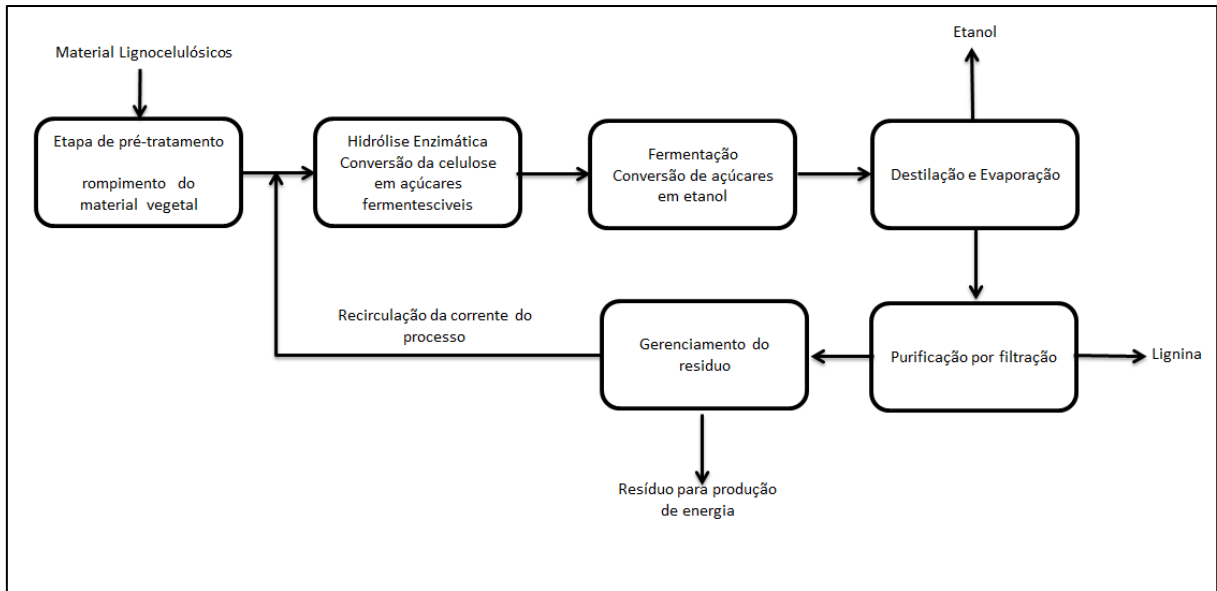 Etanol
Material Lignocelulósicos
Etapa de pré-tratamento
rompimento do
material vegetal
Hidrólise Enzimática
Conversão da celulose
em açúcares
fermentesciveis
Fermentação
Conversão de açúcares
em etanol
Destilação e Evaporação
Recirculação da corrente do
processo
Gerenciamento do
residuo
Purificação por filtração
Lignina
Resíduo para produção
de energia